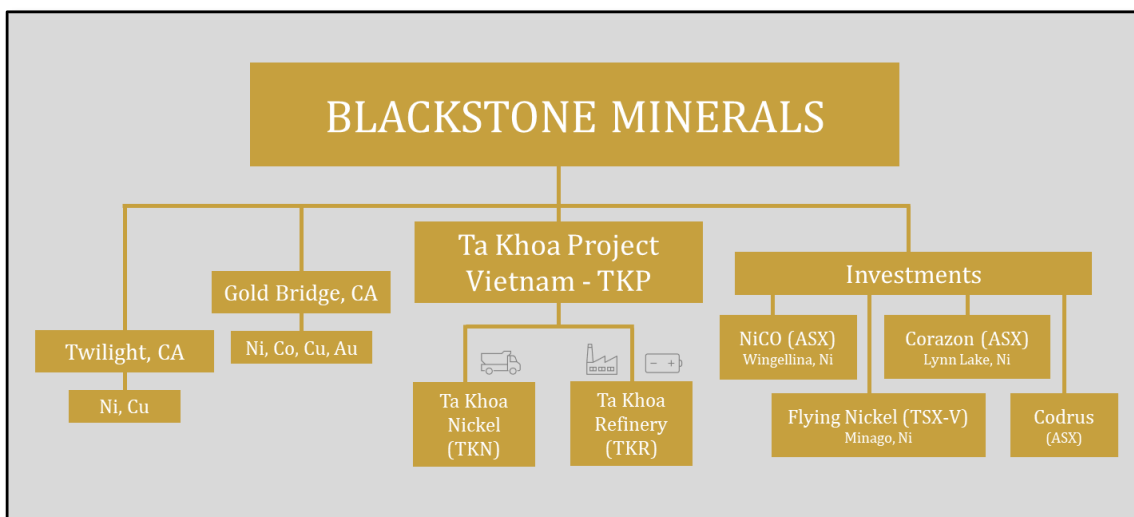 BLACKSTONE MINERALS
Ta Khoa Project
Vietnam - TKP
Investments
Gold Bridge, CA
Twilight, CA
Ni, Co, Cu, Au
Ni, Cu
Ta Khoa
Nickel
(TKN)
Ta Khoa
Refinery
(TKR)
NiCO (ASX)
Wingellina, Ni
Corazon (ASX)
Lynn Lake, Ni
Flying Nickel (TSX-V)
Minago, Ni
Codrus
(ASX)